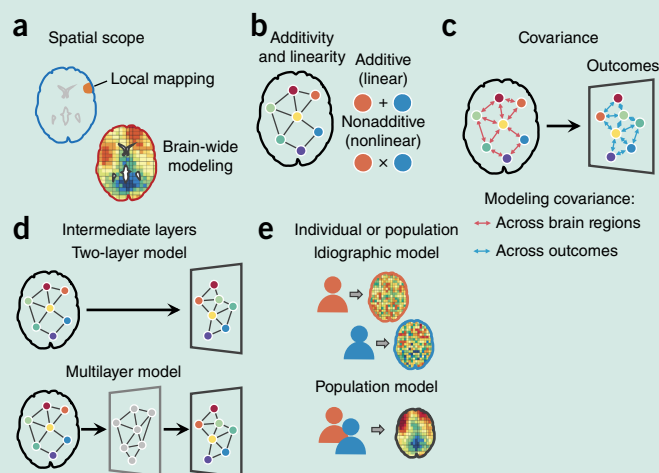 a
Spatial scope
Local mapping
Brain-wide
modeling
b
Additivity
and linearity
Additive
(linear)
+
Nonadditive
(nonlinear)
×
c
Covariance
Outcomes
Modeling covariance:
Across brain regions
Across outcomes
d
Intermediate layers
Two-layer model
Multilayer model
e
Individual or population
Idiographic model
Population model